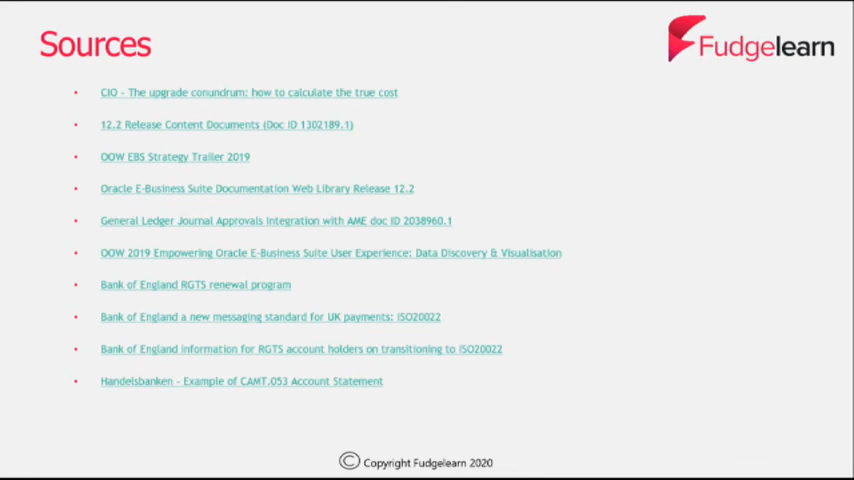 Sources
Fudgelearn
CIO - The upgrade conundrum: how to calculate the true cost
12.2 Release Content Documents (Doc ID 1302189.1)
OOW EBS Strategy Trailer 2019
Oracle E-Business Suite Documentation Web Library Release 12.2
General Ledger Journal Approvals Integration with AME doc ID 2038960.1
OOW 2019 Empowering Oracle E-Business Suite User Experience: Data Discovery & Visualisation
Bank of England RGTS renewal program
Bank of England a new messaging standard for UK payments: ISO20022
Bank of England information for RGTS account holders on transitioning to ISO20022
Handelsbanken - Example of CAMT.053 Account Statement
© Copyright Fudgelearn 2020